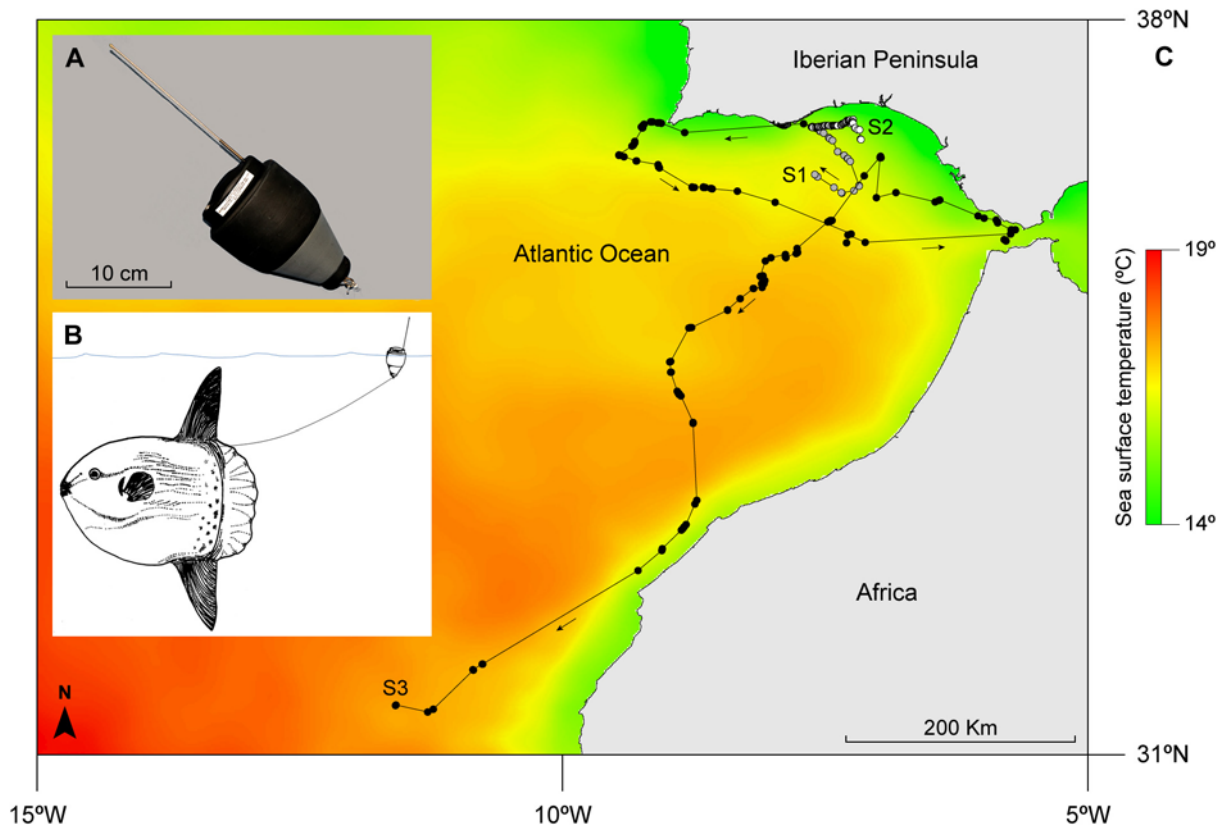 A
10 cm
B
Iberian Peninsula
S2
S1
Atlantic Ocean
Africa
S3
N
200 Km
38ºN
C
Sea surface temperature (ºC)
19º
14º
31ºN
15ºW
10ºW
5ºW